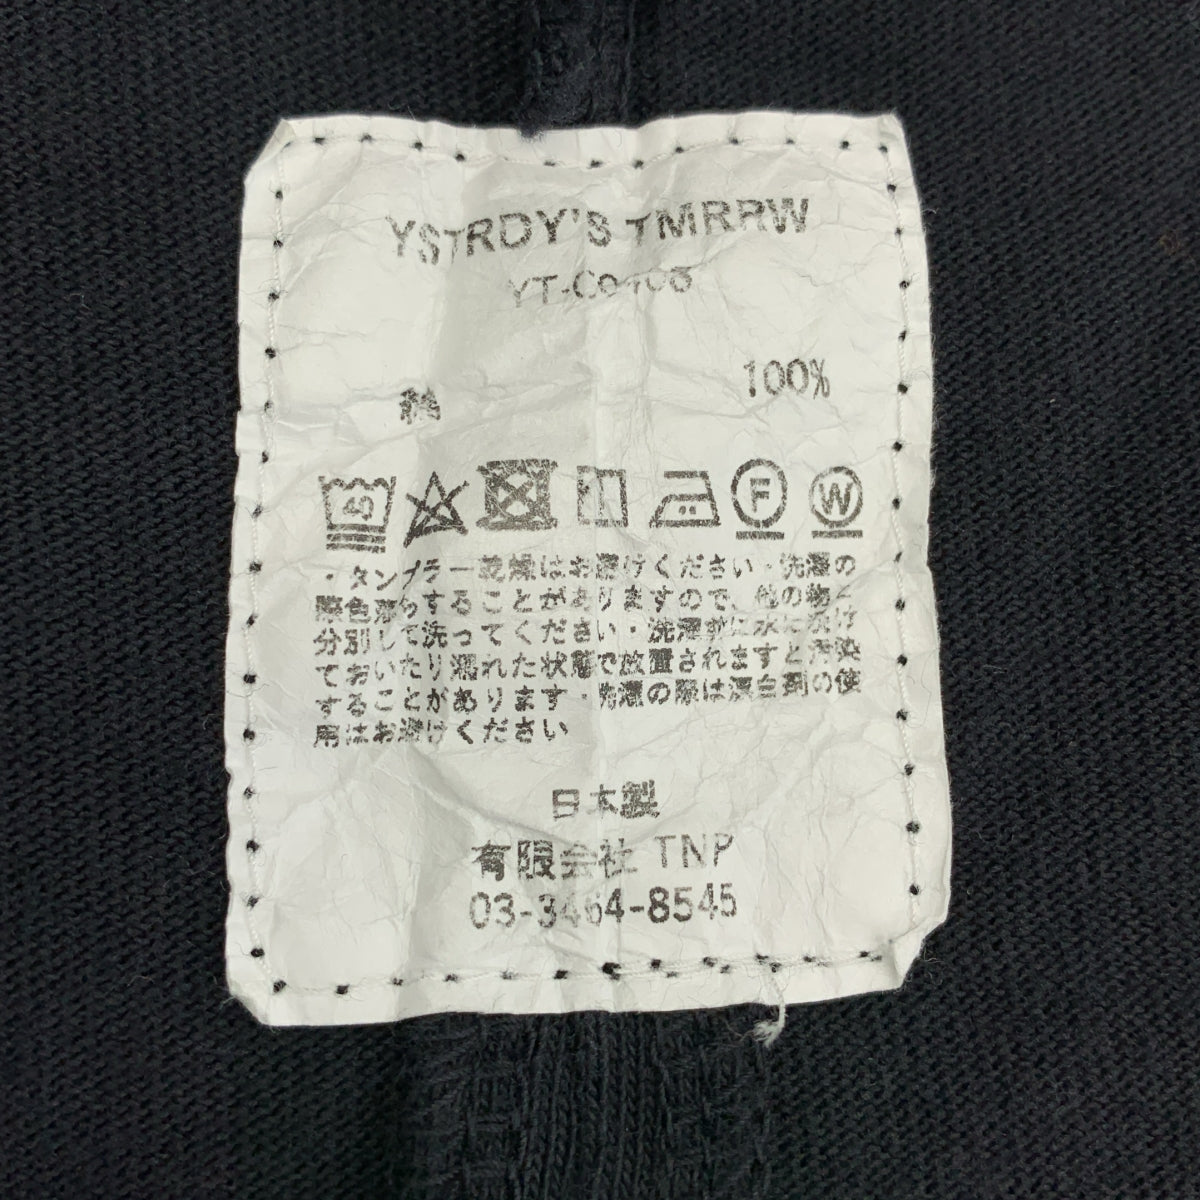 YSTRDY'S TMRRW
綿 100%
40 F W
・タンブラー乾燥はお避けください・洗濯の
際色落ちすることがありますので、他の物と
分別して洗ってください・洗濯前に水に漬け
ておいたり濡れた状態で放置されますと汚染
することがあります・洗濯の際は漂白剤の使
用はお避けください
日本製
有限会社 TNP
03-3464-8545